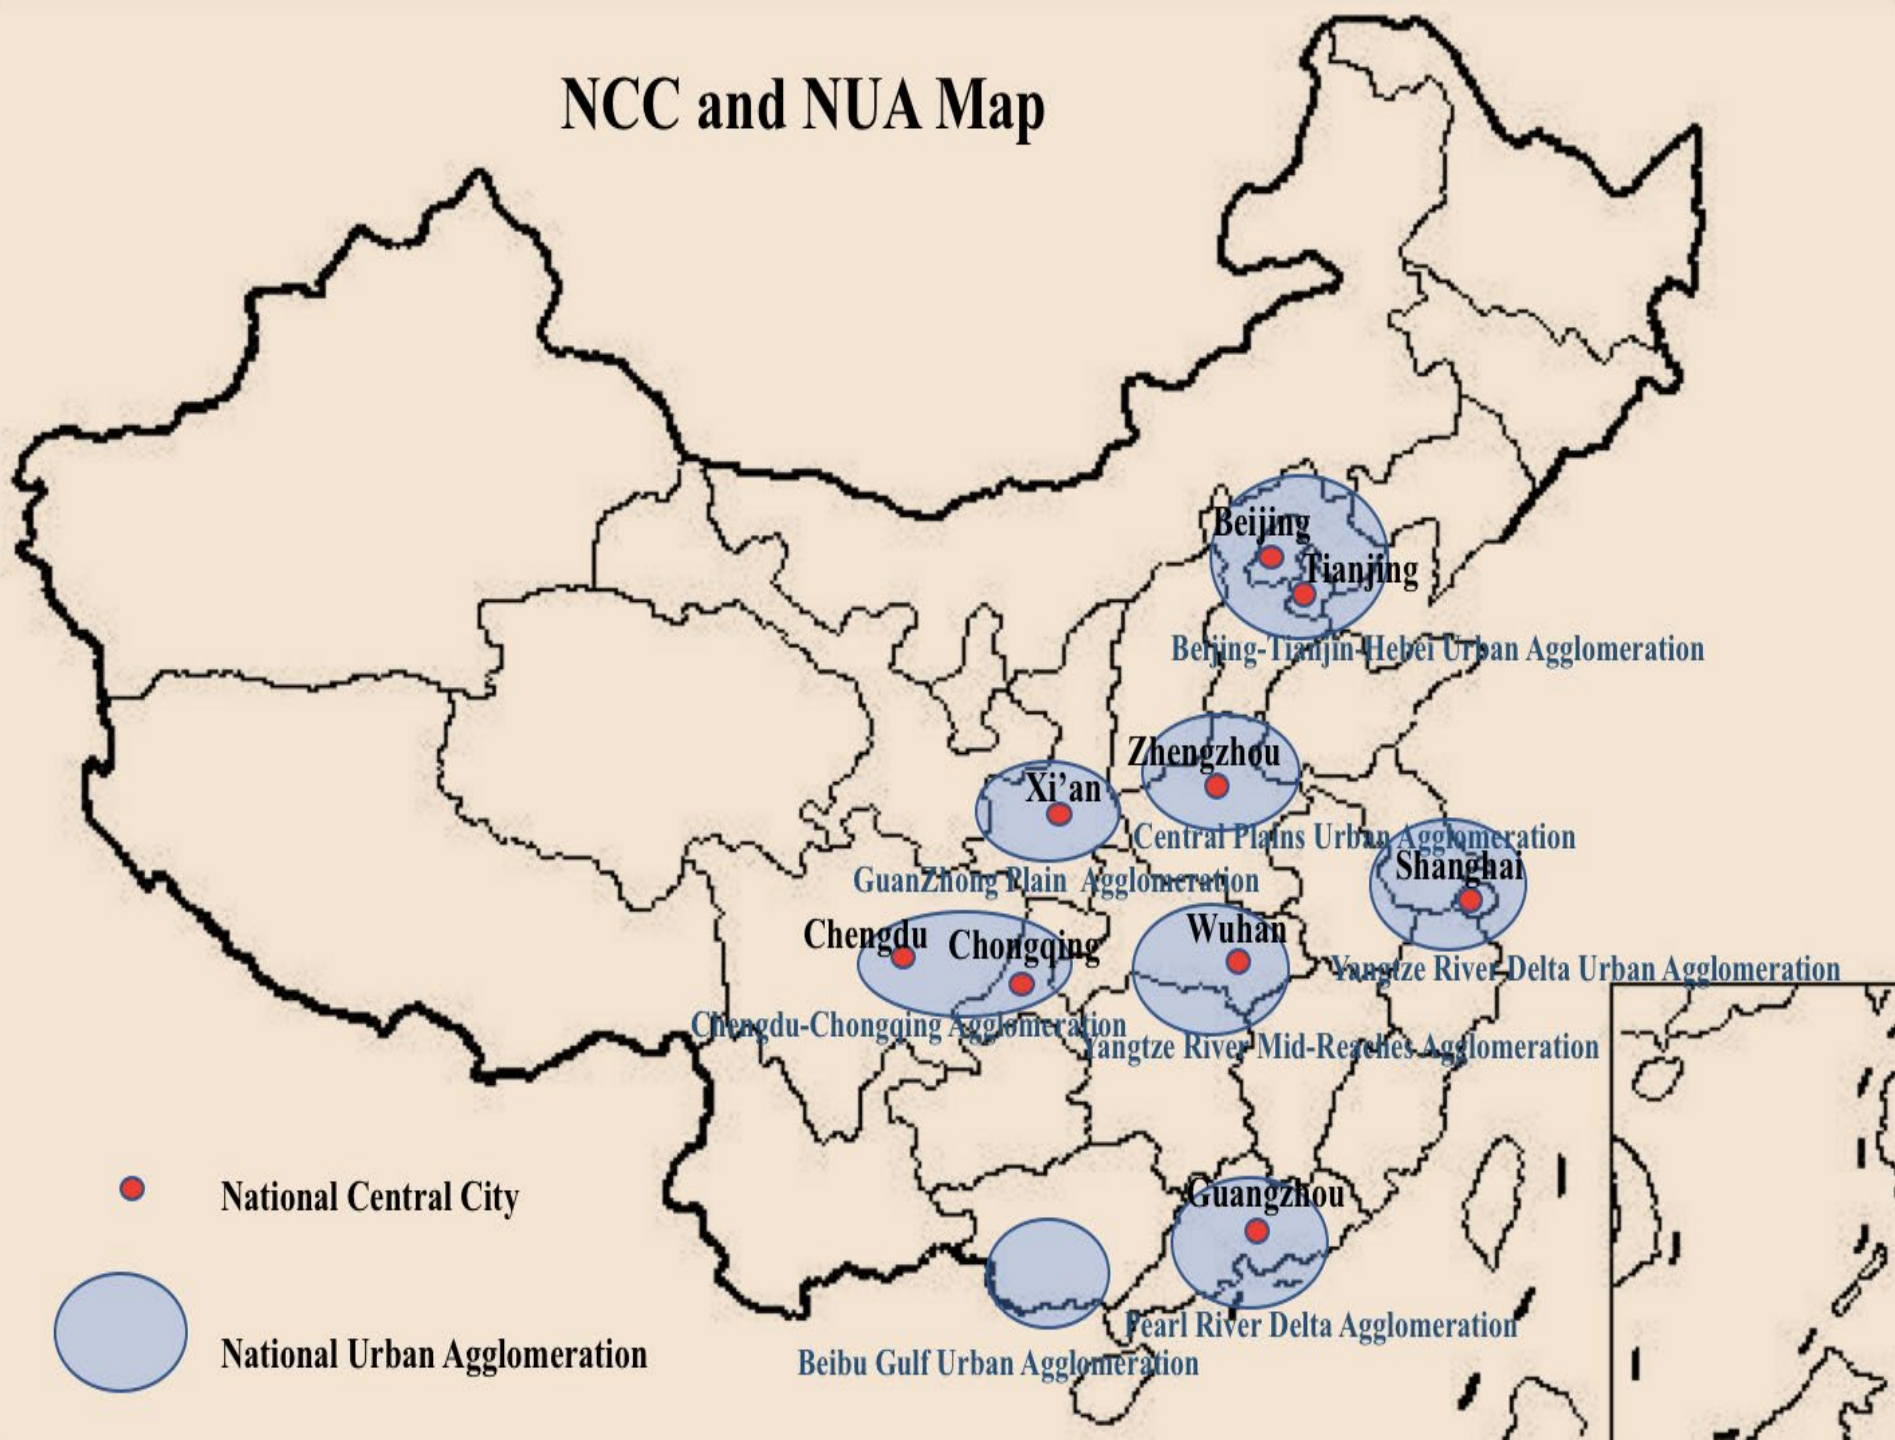 NCC and NUA Map
Beijing
Tianjing
Beijing-Tianjin-Hebei Urban Agglomeration
Zhengzhou
Xi'an
Central Plains Urban Agglomeration
Shanghai
GuanZhong Plain Agglomeration
Chengdu
Chongqing
Wuhan
Yangtze River Delta Urban Agglomeration
Chengdu-Chongqing Agglomeration
Yangtze River Mid-Reaches Agglomeration
Guangzhou
National Central City
Pearl River Delta Agglomeration
Beibu Gulf Urban Agglomeration
National Urban Agglomeration